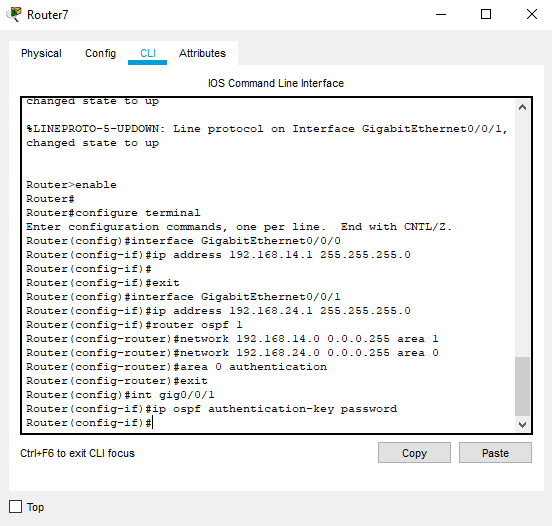 Router7
Physical Config CLI Attributes
IOS Command Line Interface
changed state to up
%LINEPROTO-5-UPDOWN: Line protocol on Interface GigabitEthernet0/0/1,
changed state to up
Router>enable
Router#
Router#configure terminal
Enter configuration commands, one per line.  End with CNTL/Z.
Router(config)#interface GigabitEthernet0/0/0
Router(config-if)#ip address 192.168.14.1 255.255.255.0
Router(config-if)#
Router(config-if)#exit
Router(config)#interface GigabitEthernet0/0/1
Router(config-if)#ip address 192.168.24.1 255.255.255.0
Router(config-if)#router ospf 1
Router(config-router)#network 192.168.14.0 0.0.0.255 area 1
Router(config-router)#network 192.168.24.0 0.0.0.255 area 0
Router(config-router)#area 0 authentication
Router(config-router)#exit
Router(config)#int gig0/0/1
Router(config-if)#ip ospf authentication-key password
Router(config-if)#
Ctrl+F6 to exit CLI focus
Copy Paste
Top